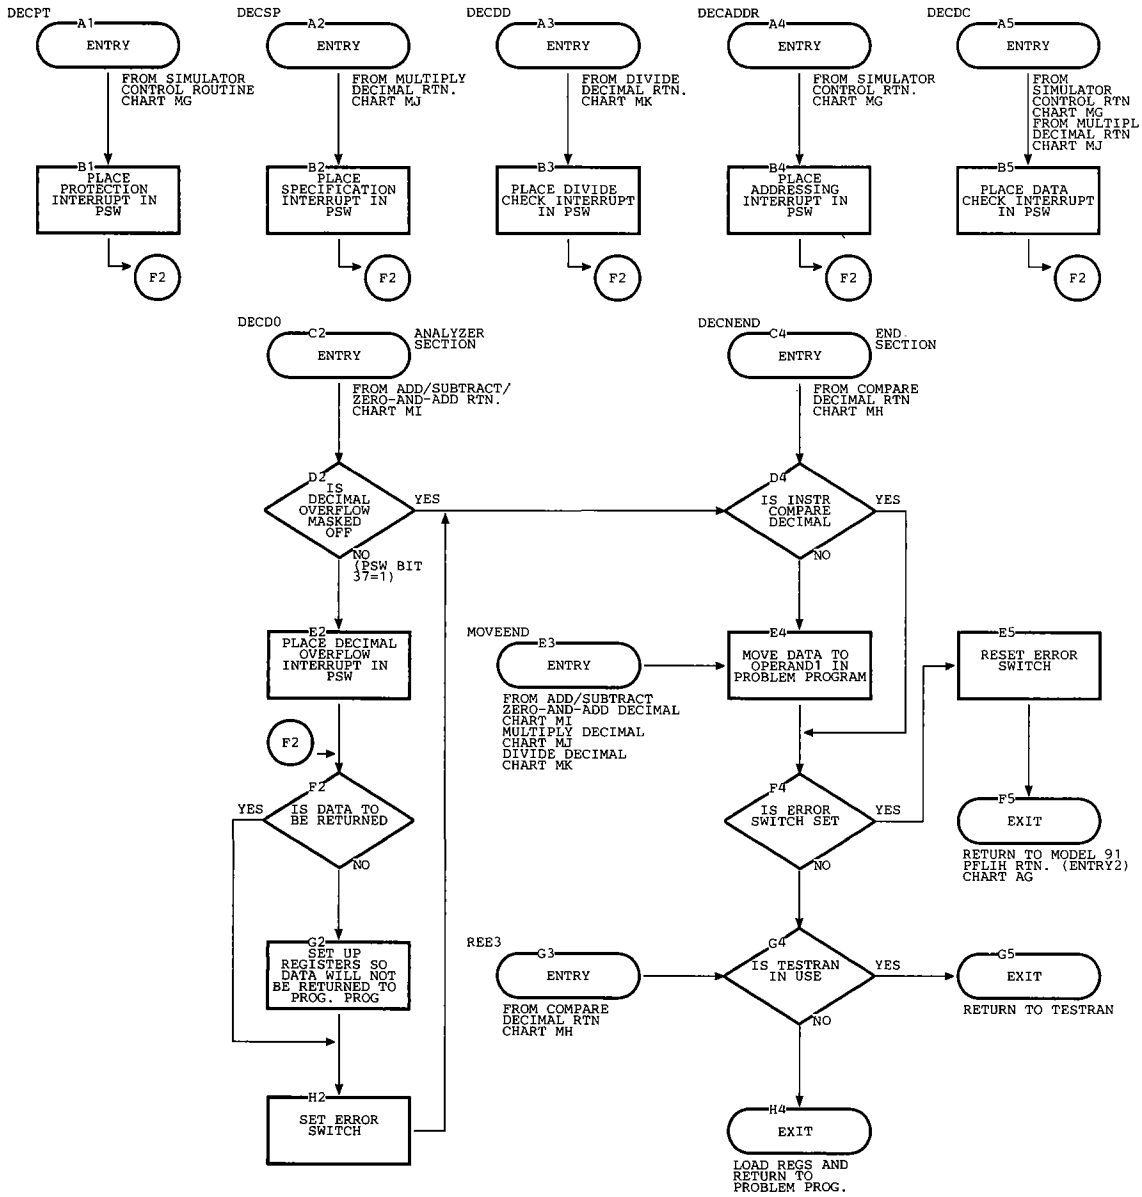 DECPT
A1
ENTRY
FROM SIMULATOR
CONTROL ROUTINE
CHART MG
B1
PLACE
PROTECTION
INTERRUPT IN
PSW
F2
DECSP
A2
ENTRY
FROM MULTIPLY
DECIMAL RTN.
CHART MJ
B2
PLACE
SPECIFICATION
INTERRUPT IN
PSW
F2
DECDD
A3
ENTRY
FROM DIVIDE
DECIMAL RTN.
CHART MK
B3
PLACE DIVIDE
CHECK INTERRUPT
IN PSW
F2
DECADDR
A4
ENTRY
FROM SIMULATOR
CONTROL RTN.
CHART MG
B4
PLACE
ADDRESSING
INTERRUPT IN
PSW
F2
DECDC
A5
ENTRY
FROM
SIMULATOR
CONTROL RTN
CHART MG
FROM MULTIPL
DECIMAL RTN
CHART MJ
B5
PLACE DATA
CHECK INTERRUPT
IN PSW
F2
DECDO
C2
ENTRY
ANALYZER
SECTION
FROM ADD/SUBTRACT/
ZERO-AND-ADD RTN.
CHART MI
D2
IS
DECIMAL
OVERFLOW
MASKED
OFF
YES
NO
(PSW BIT
37=1)
E2
PLACE DECIMAL
OVERFLOW
INTERRUPT IN
PSW
F2
F2
IS DATA TO
BE RETURNED
YES
NO
G2
SET UP
REGISTERS SO
DATA WILL NOT
BE RETURNED TO
PROG. PROG
H2
SET ERROR
SWITCH
DECNEND
C4
ENTRY
END
SECTION
FROM COMPARE
DECIMAL RTN
CHART MH
D4
IS INSTR
COMPARE
DECIMAL
YES
NO
MOVEEND
E3
ENTRY
FROM ADD/SUBTRACT
ZERO-AND-ADD DECIMAL
CHART MI
MULTIPLY DECIMAL
CHART MJ
DIVIDE DECIMAL
CHART MK
E4
MOVE DATA TO
OPERAND1 IN
PROBLEM PROGRAM
E5
RESET ERROR
SWITCH
F4
IS ERROR
SWITCH SET
YES
NO
F5
EXIT
RETURN TO MODEL 91
PFLIH RTN. (ENTRY2)
CHART AG
REE3
G3
ENTRY
FROM COMPARE
DECIMAL RTN
CHART MH
G4
IS TESTRAN
IN USE
YES
NO
G5
EXIT
RETURN TO TESTRAN
H4
EXIT
LOAD REGS AND
RETURN TO
PROBLEM PROG.